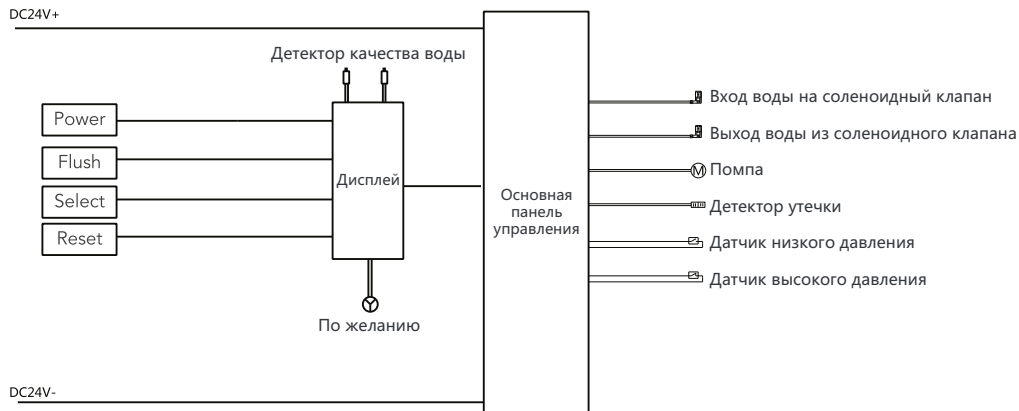 DC24V+
Детектор качества воды
Power
Flush
Select
Reset
Дисплей
По желанию
Основная
панель
управления
Вход воды на соленоидный клапан
Выход воды из соленоидного клапана
M Помпа
Детектор утечки
Датчик низкого давления
Датчик высокого давления
DC24V-